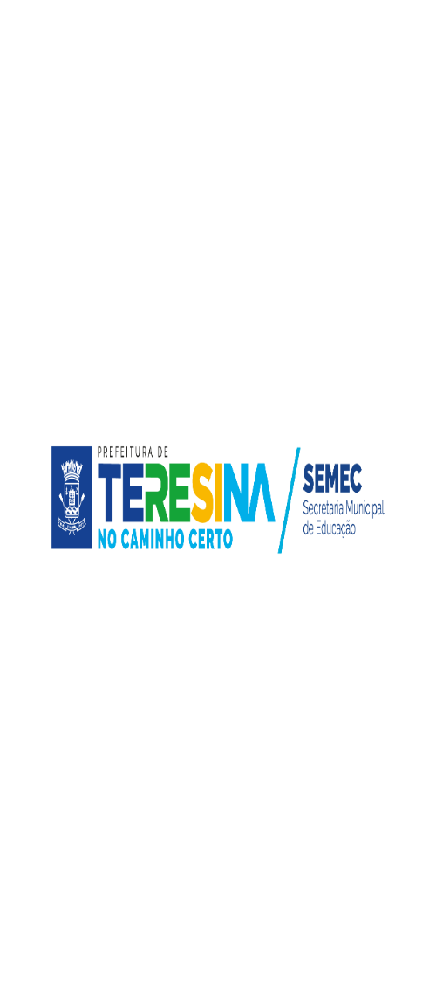 PREFEITURA DE
TERESINA
NO CAMINHO CERTO
SEMEC
Secretaria Municipal
de Educação